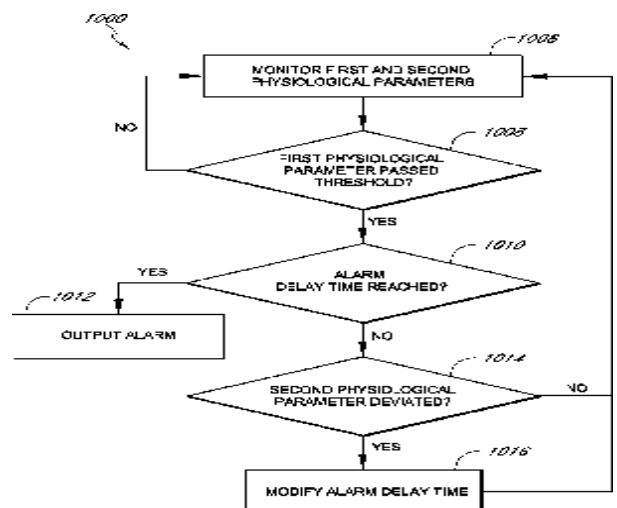 1000
1006
MONITOR FIRST AND SECOND
PHYSIOLOGICAL PARAMETERS
NO
1008
FIRST PHYSIOLOGICAL
PARAMETER PASSED
THRESHOLD?
YES
1010
YES
ALARM
DELAY TIME REACHED?
1012
OUTPUT ALARM
NO
1014
SECOND PHYSIOLOGICAL
PARAMETER DEVIATED?
NO
YES
1016
MODIFY ALARM DELAY TIME